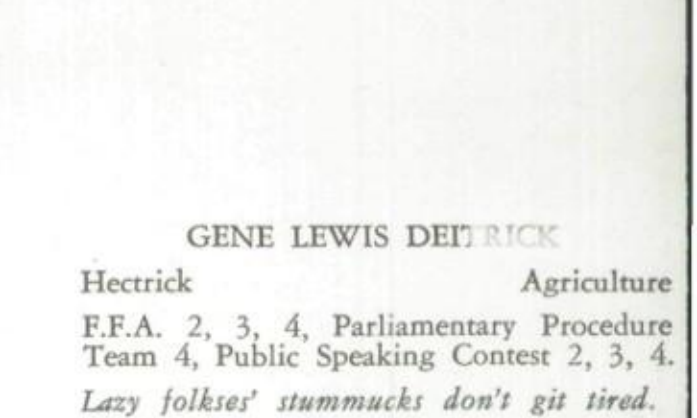 GENE LEWIS DEITRICK
Hectrick Agriculture
F.F.A. 2, 3, 4, Parliamentary Procedure
Team 4, Public Speaking Contest 2, 3, 4.
Lazy folkses' stummucks don't git tired.